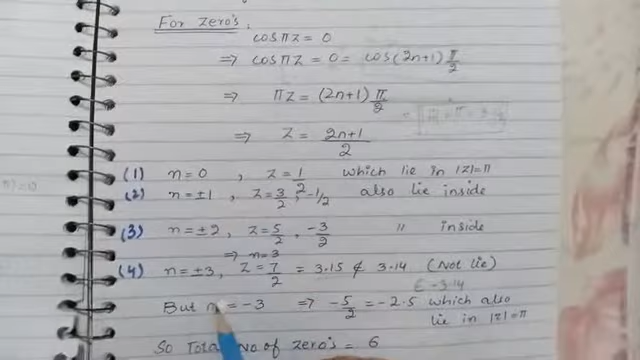 For zero's.
cos πz = 0
⇒ cos πz = 0 = cos(2n+1) π/2
⇒ πz = (2n+1) π/2
⇒ z = 2n+1/2
(1) n = 0 , z = 1/2 which lie in |z| = π
(2) n = ±1 , z = 3/2 , -1/2 also lie inside
(3) n = ±2 , z = 5/2 , -3/2 " inside
⇒ n = 3
(4) n = ±3 , z = 7/2 = 3.15 ∉ 3.14 (Not lie)
-3.14
But n = -3 ⇒ -5/2 = -2.5 which also
lie in |z| = π
So Total No of zero's = 6